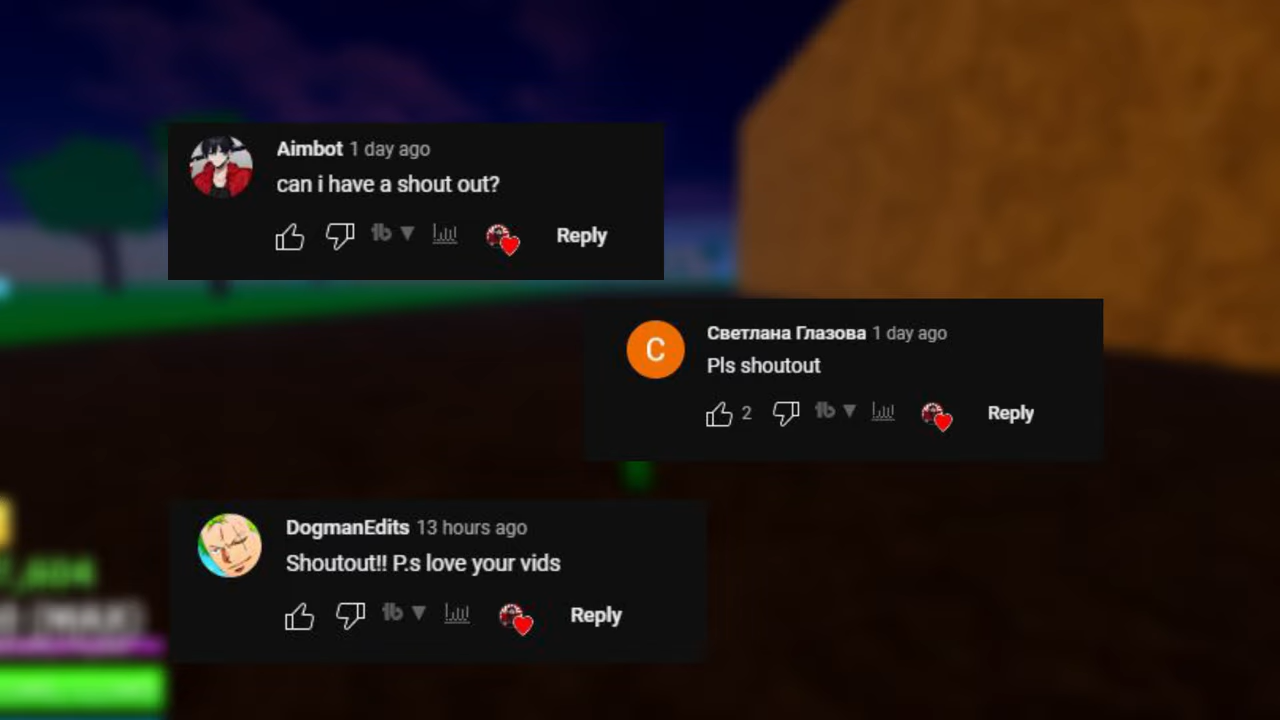 Aimbot 1 day ago
can i have a shout out?
Reply
C
Светлана Глазова 1 day ago
Pls shoutout
2
Reply
DogmanEdits 13 hours ago
Shoutout!! P.s love your vids
Reply
(MAX)